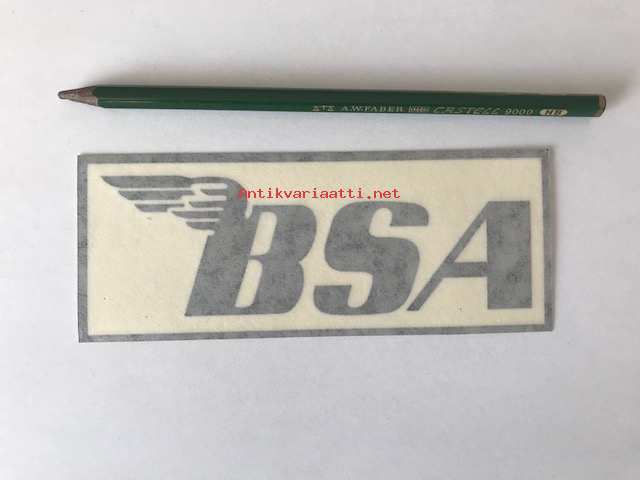 A.W.FABER CASTELL 9000 HB
Antikvariaatti.net
BSA